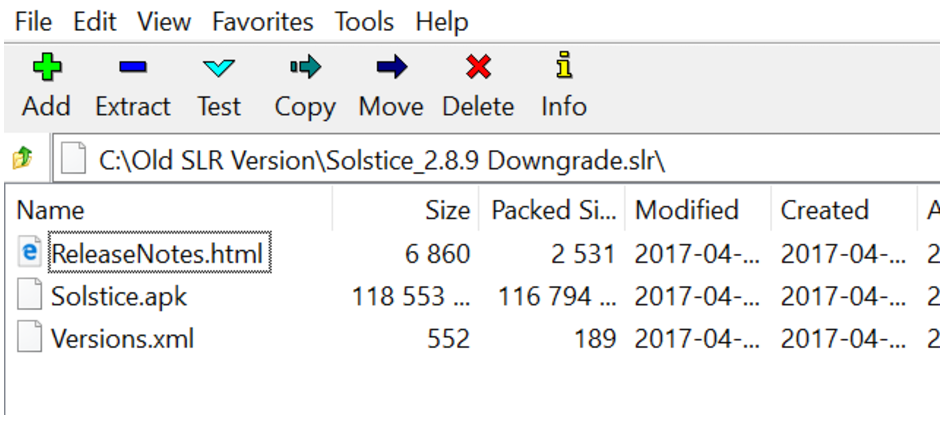 File Edit View Favorites Tools Help
Add Extract Test Copy Move Delete Info
C:\Old SLR Version\Solstice_2.8.9 Downgrade.slr\
Name Size Packed Si... Modified Created A
ReleaseNotes.html 6 860 2 531 2017-04-... 2017-04-... 2
Solstice.apk 118 553 ... 116 794 ... 2017-04-... 2017-04-... 2
Versions.xml 552 189 2017-04-... 2017-04-... 2